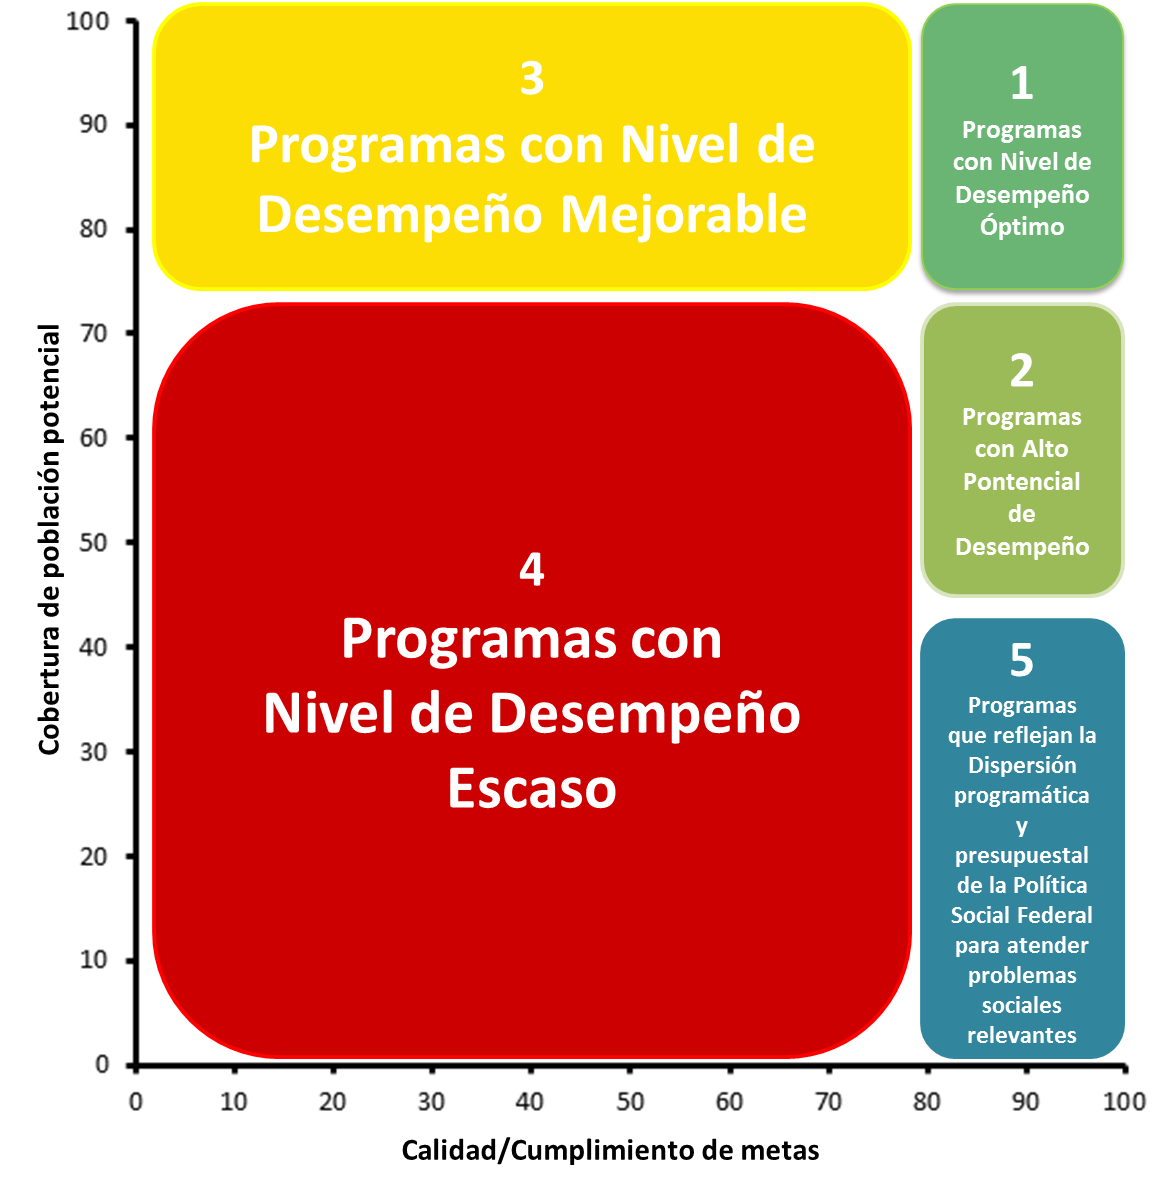 100
90
80
70
60
50
40
30
20
10
0
Cobertura de población potencial
3
Programas con Nivel de
Desempeño Mejorable
1
Programas
con Nivel de
Desempeño
Óptimo
4
Programas con
Nivel de Desempeño
Escaso
2
Programas
con Alto
Pontencial
de
Desempeño
5
Programas
que reflejan la
Dispersión
programática
y
presupuestal
de la Política
Social Federal
para atender
problemas
sociales
relevantes
0 10 20 30 40 50 60 70 80 90 100
Calidad/Cumplimiento de metas